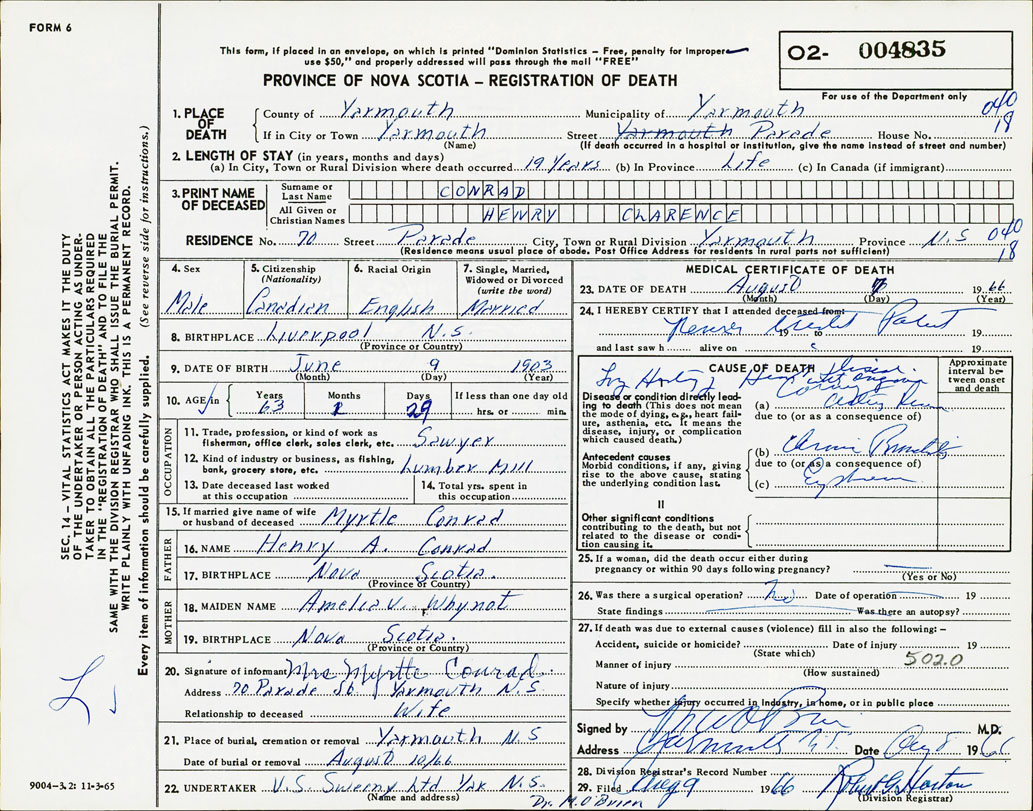 FORM 6
This form, if placed in an envelope, on which is printed "Dominion Statistics – Free, penalty for improper
use $50," and properly addressed will pass through the mail "FREE"
PROVINCE OF NOVA SCOTIA – REGISTRATION OF DEATH
02- 004835
For use of the Department only
040
18
1. PLACE OF DEATH
County of Yarmouth Municipality of Yarmouth
If in City or Town Yarmouth Street Yarmouth Parade House No.
(Name) (If death occurred in a hospital or institution, give the name instead of street and number)
2. LENGTH OF STAY (in years, months and days)
(a) In City, Town or Rural Division where death occurred 19 Years (b) In Province Life (c) In Canada (if immigrant)
3. PRINT NAME OF DECEASED
Surname or Last Name CONRAD
All Given or Christian Names HENRY CLARENCE
RESIDENCE No. 70 Street Parade City, Town or Rural Division Yarmouth Province N.S 040
(Residence means usual place of abode. Post Office Address for residents in rural parts not sufficient) 18
4. Sex Male
5. Citizenship (Nationality) Canadian
6. Racial Origin English
7. Single, Married, Widowed or Divorced (write the word) Married
8. BIRTHPLACE Liverpool N.S.
(Province or Country)
9. DATE OF BIRTH June 9 1903
(Month) (Day) (Year)
10. AGE Years 63 Months Days 29 If less than one day old hrs. or min.
OCCUPATION
11. Trade, profession, or kind of work as fisherman, office clerk, sales clerk, etc. Sawyer
12. Kind of industry or business, as fishing, bank, grocery store, etc. Lumber Mill
13. Date deceased last worked at this occupation
14. Total yrs. spent in this occupation
15. If married give name of wife or husband of deceased Myrtle Conrad
FATHER
16. NAME Henry A. Conrad
17. BIRTHPLACE Nova Scotia.
(Province or Country)
MOTHER
18. MAIDEN NAME Amelia V. Whynot
19. BIRTHPLACE Nova Scotia.
(Province or Country)
20. Signature of informant Mrs Myrtle Conrad.
Address 70 Parade St Yarmouth N.S
Relationship to deceased Wife
21. Place of burial, cremation or removal Yarmouth N.S
Date of burial or removal August 10/66
22. UNDERTAKER V.S. Sweeny Ltd Yar N.S.
(Name and address)
MEDICAL CERTIFICATE OF DEATH
23. DATE OF DEATH August 1966
(Month) (Day) (Year)
24. I HEREBY CERTIFY that I attended deceased from:
19 to 19
and last saw h alive on 19
CAUSE OF DEATH
Approximate interval between onset and death
Disease or condition directly leading to death (This does not mean the mode of dying, e.g., heart failure, asthenia, etc. It means the disease, injury, or complication which caused death.)
(a)
due to (or as a consequence of)
Antecedent causes
Morbid conditions, if any, giving rise to the above cause, stating the underlying condition last.
(b)
due to (or as a consequence of)
(c)
II
Other significant conditions contributing to the death, but not related to the disease or condition causing it.
25. If a woman, did the death occur either during pregnancy or within 90 days following pregnancy?
(Yes or No)
26. Was there a surgical operation? No Date of operation 19
State findings Was there an autopsy?
27. If death was due to external causes (violence) fill in also the following: –
Accident, suicide or homicide? Date of injury 19
(State which)
Manner of injury 502.0
(How sustained)
Nature of injury
Specify whether injury occurred in Industry, in home, or in public place
Signed by M.D.
Address Yarmouth Date Aug 8 1966
28. Division Registrar's Record Number
29. Filed Aug 9 1966 Robert G Horton
(Division Registrar)
Dr. M. O'Brien
SEC. 14 – VITAL STATISTICS ACT MAKES IT THE DUTY
OF THE UNDERTAKER OR PERSON ACTING AS UNDER-
TAKER TO OBTAIN ALL THE PARTICULARS REQUIRED
IN THE "REGISTRATION OF DEATH" AND TO FILE THE
SAME WITH THE DIVISION REGISTRAR WHO SHALL ISSUE THE BURIAL PERMIT.
WRITE PLAINLY WITH UNFADING INK. THIS IS A PERMANENT RECORD.
Every item of information should be carefully supplied. (See reverse side for instructions.)
9004-3.2: 11-3-65